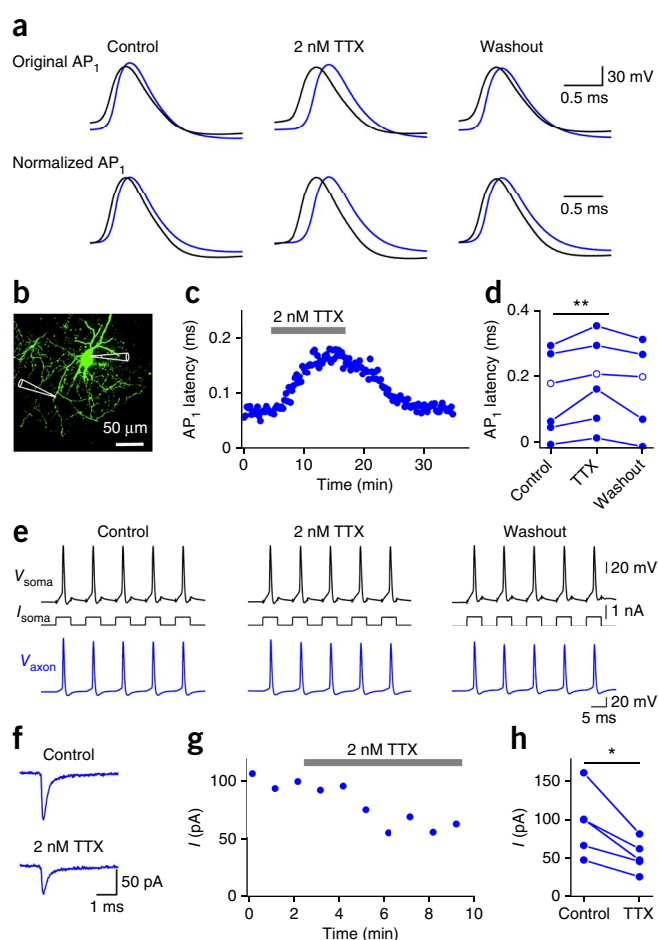 a
Control
2 nM TTX
Washout
Original AP1
30 mV
0.5 ms
Normalized AP1
0.5 ms
b
50 μm
c
2 nM TTX
AP1 latency (ms)
0.2
0.1
0
0
10
20
30
Time (min)
d
**
AP1 latency (ms)
0.4
0.2
0
Control
TTX
Washout
e
Control
2 nM TTX
Washout
Vsoma
20 mV
Isoma
1 nA
Vaxon
20 mV
5 ms
f
Control
2 nM TTX
50 pA
1 ms
g
2 nM TTX
I (pA)
100
50
0
0
2
4
6
8
10
Time (min)
h
*
I (pA)
150
100
50
0
Control
TTX